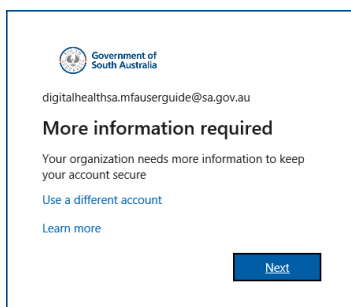 Government of
South Australia
digitalhealthsa.mfauserguide@sa.gov.au
More information required
Your organization needs more information to keep
your account secure
Use a different account
Learn more
Next